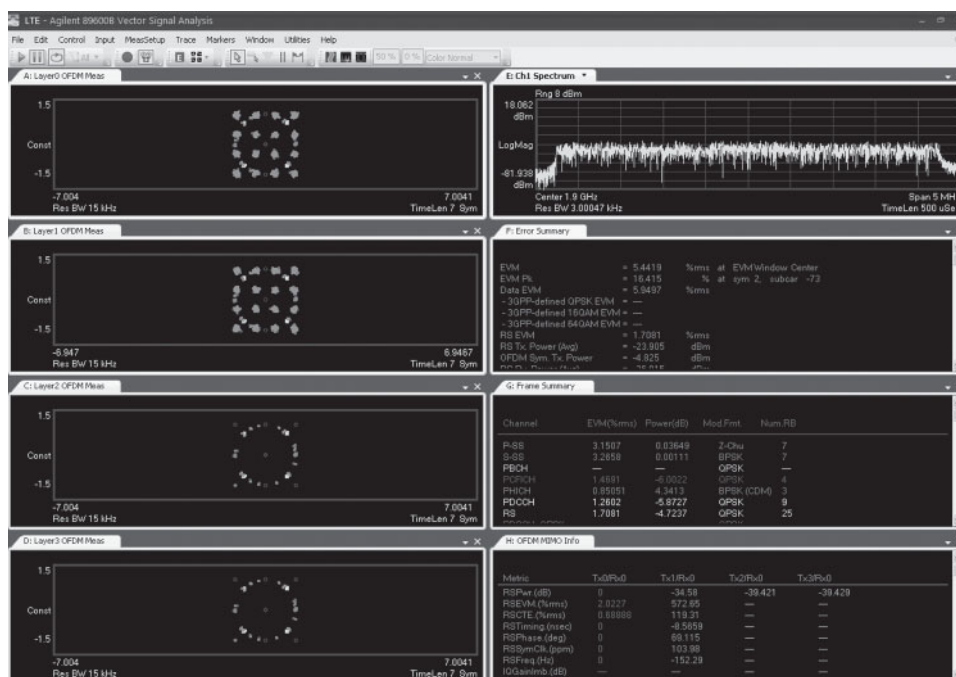 LTE - Agilent 89600B Vector Signal Analysis
File Edit Control Input MeasSetup Trace Markers Window Utilities Help
50 % 0 % Color Normal
A: Layer0 OFDM Meas
1.5
Const
-1.5
-7.004 7.0041
Res BW 15 kHz TimeLen 7 Sym
B: Layer1 OFDM Meas
1.5
Const
-1.5
-6.947 6.9467
Res BW 15 kHz TimeLen 7 Sym
C: Layer2 OFDM Meas
1.5
Const
-1.5
-7.004 7.0041
Res BW 15 kHz TimeLen 7 Sym
D: Layer3 OFDM Meas
1.5
Const
-1.5
-7.004 7.0041
Res BW 15 kHz TimeLen 7 Sym
E: Ch1 Spectrum
Rng 8 dBm
18.062
dBm
LogMag
-81.938
dBm
Center 1.9 GHz Span 5 MH
Res BW 3.00047 kHz TimeLen 500 uSe
F: Error Summary
EVM = 5.4419 %rms at EVMWindow Center
EVM Pk = 16.415 % at sym 2, subcar -73
Data EVM = 5.9497 %rms
- 3GPP-defined QPSK EVM = —
- 3GPP-defined 16QAM EVM = —
- 3GPP-defined 64QAM EVM = —
RS EVM = 1.7081 %rms
RS Tx. Power (Avg) = -23.905 dBm
OFDM Sym. Tx. Power = -4.825 dBm
G: Frame Summary
Channel EVM(%rms) Power(dB) Mod.Fmt. Num.RB
P-SS 3.1507 0.03649 Z-Chu 7
S-SS 3.2658 0.00111 BPSK 7
PBCH — — QPSK —
PCFICH 1.4691 -6.0022 QPSK 4
PHICH 0.85051 4.3413 BPSK (CDM) 3
PDCCH 1.2602 -5.8727 QPSK 9
RS 1.7081 -4.7237 QPSK 25
H: OFDM MIMO Info
Metric Tx0/Rx0 Tx1/Rx0 Tx2/Rx0 Tx3/Rx0
RSPwr.(dB) 0 -34.58 -39.421 -39.429
RSEVM.(%rms) 2.0227 572.65 — —
RSCTE.(%rms) 0.68888 119.31 — —
RSTiming.(nsec) 0 -8.5659 — —
RSPhase.(deg) 0 69.115 — —
RSSymClk.(ppm) 0 103.98 — —
RSFreq.(Hz) 0 -152.29 — —
IQGainImb.(dB) — — — —